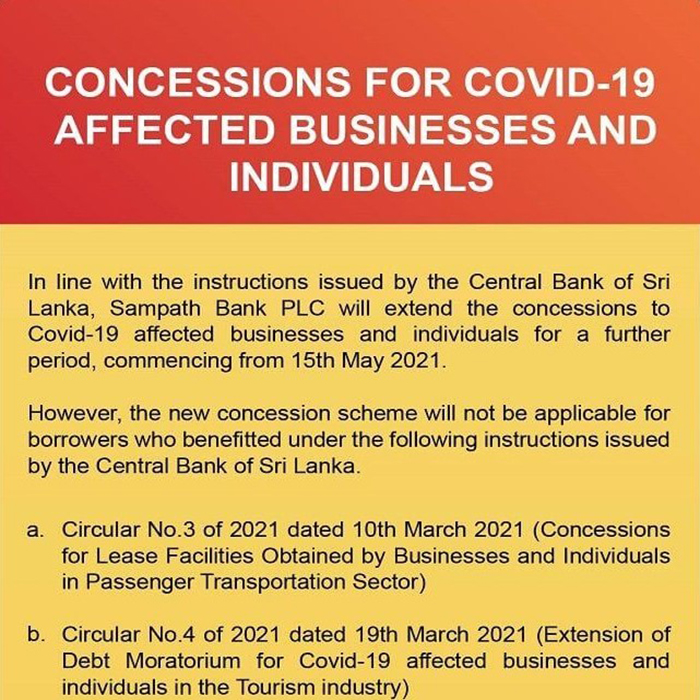 CONCESSIONS FOR COVID-19
AFFECTED BUSINESSES AND
INDIVIDUALS
In line with the instructions issued by the Central Bank of Sri
Lanka, Sampath Bank PLC will extend the concessions to
Covid-19 affected businesses and individuals for a further
period, commencing from 15th May 2021.
However, the new concession scheme will not be applicable for
borrowers who benefitted under the following instructions issued
by the Central Bank of Sri Lanka.
a. Circular No.3 of 2021 dated 10th March 2021 (Concessions
for Lease Facilities Obtained by Businesses and Individuals
in Passenger Transportation Sector)
b. Circular No.4 of 2021 dated 19th March 2021 (Extension of
Debt Moratorium for Covid-19 affected businesses and
individuals in the Tourism industry)